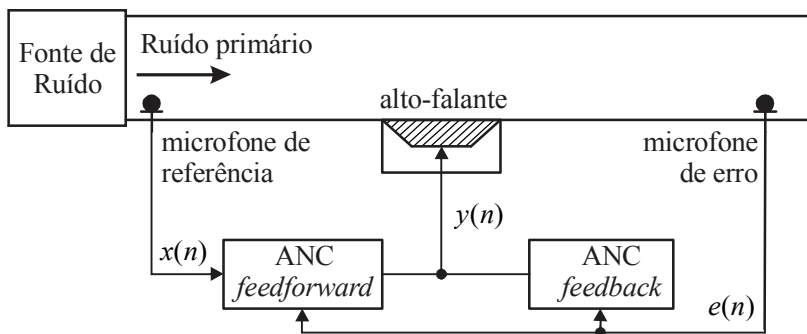 Fonte de
Ruído
Ruído primário
alto-falante
microfone de
referência
microfone
de erro
x(n)
y(n)
ANC
feedforward
ANC
feedback
e(n)